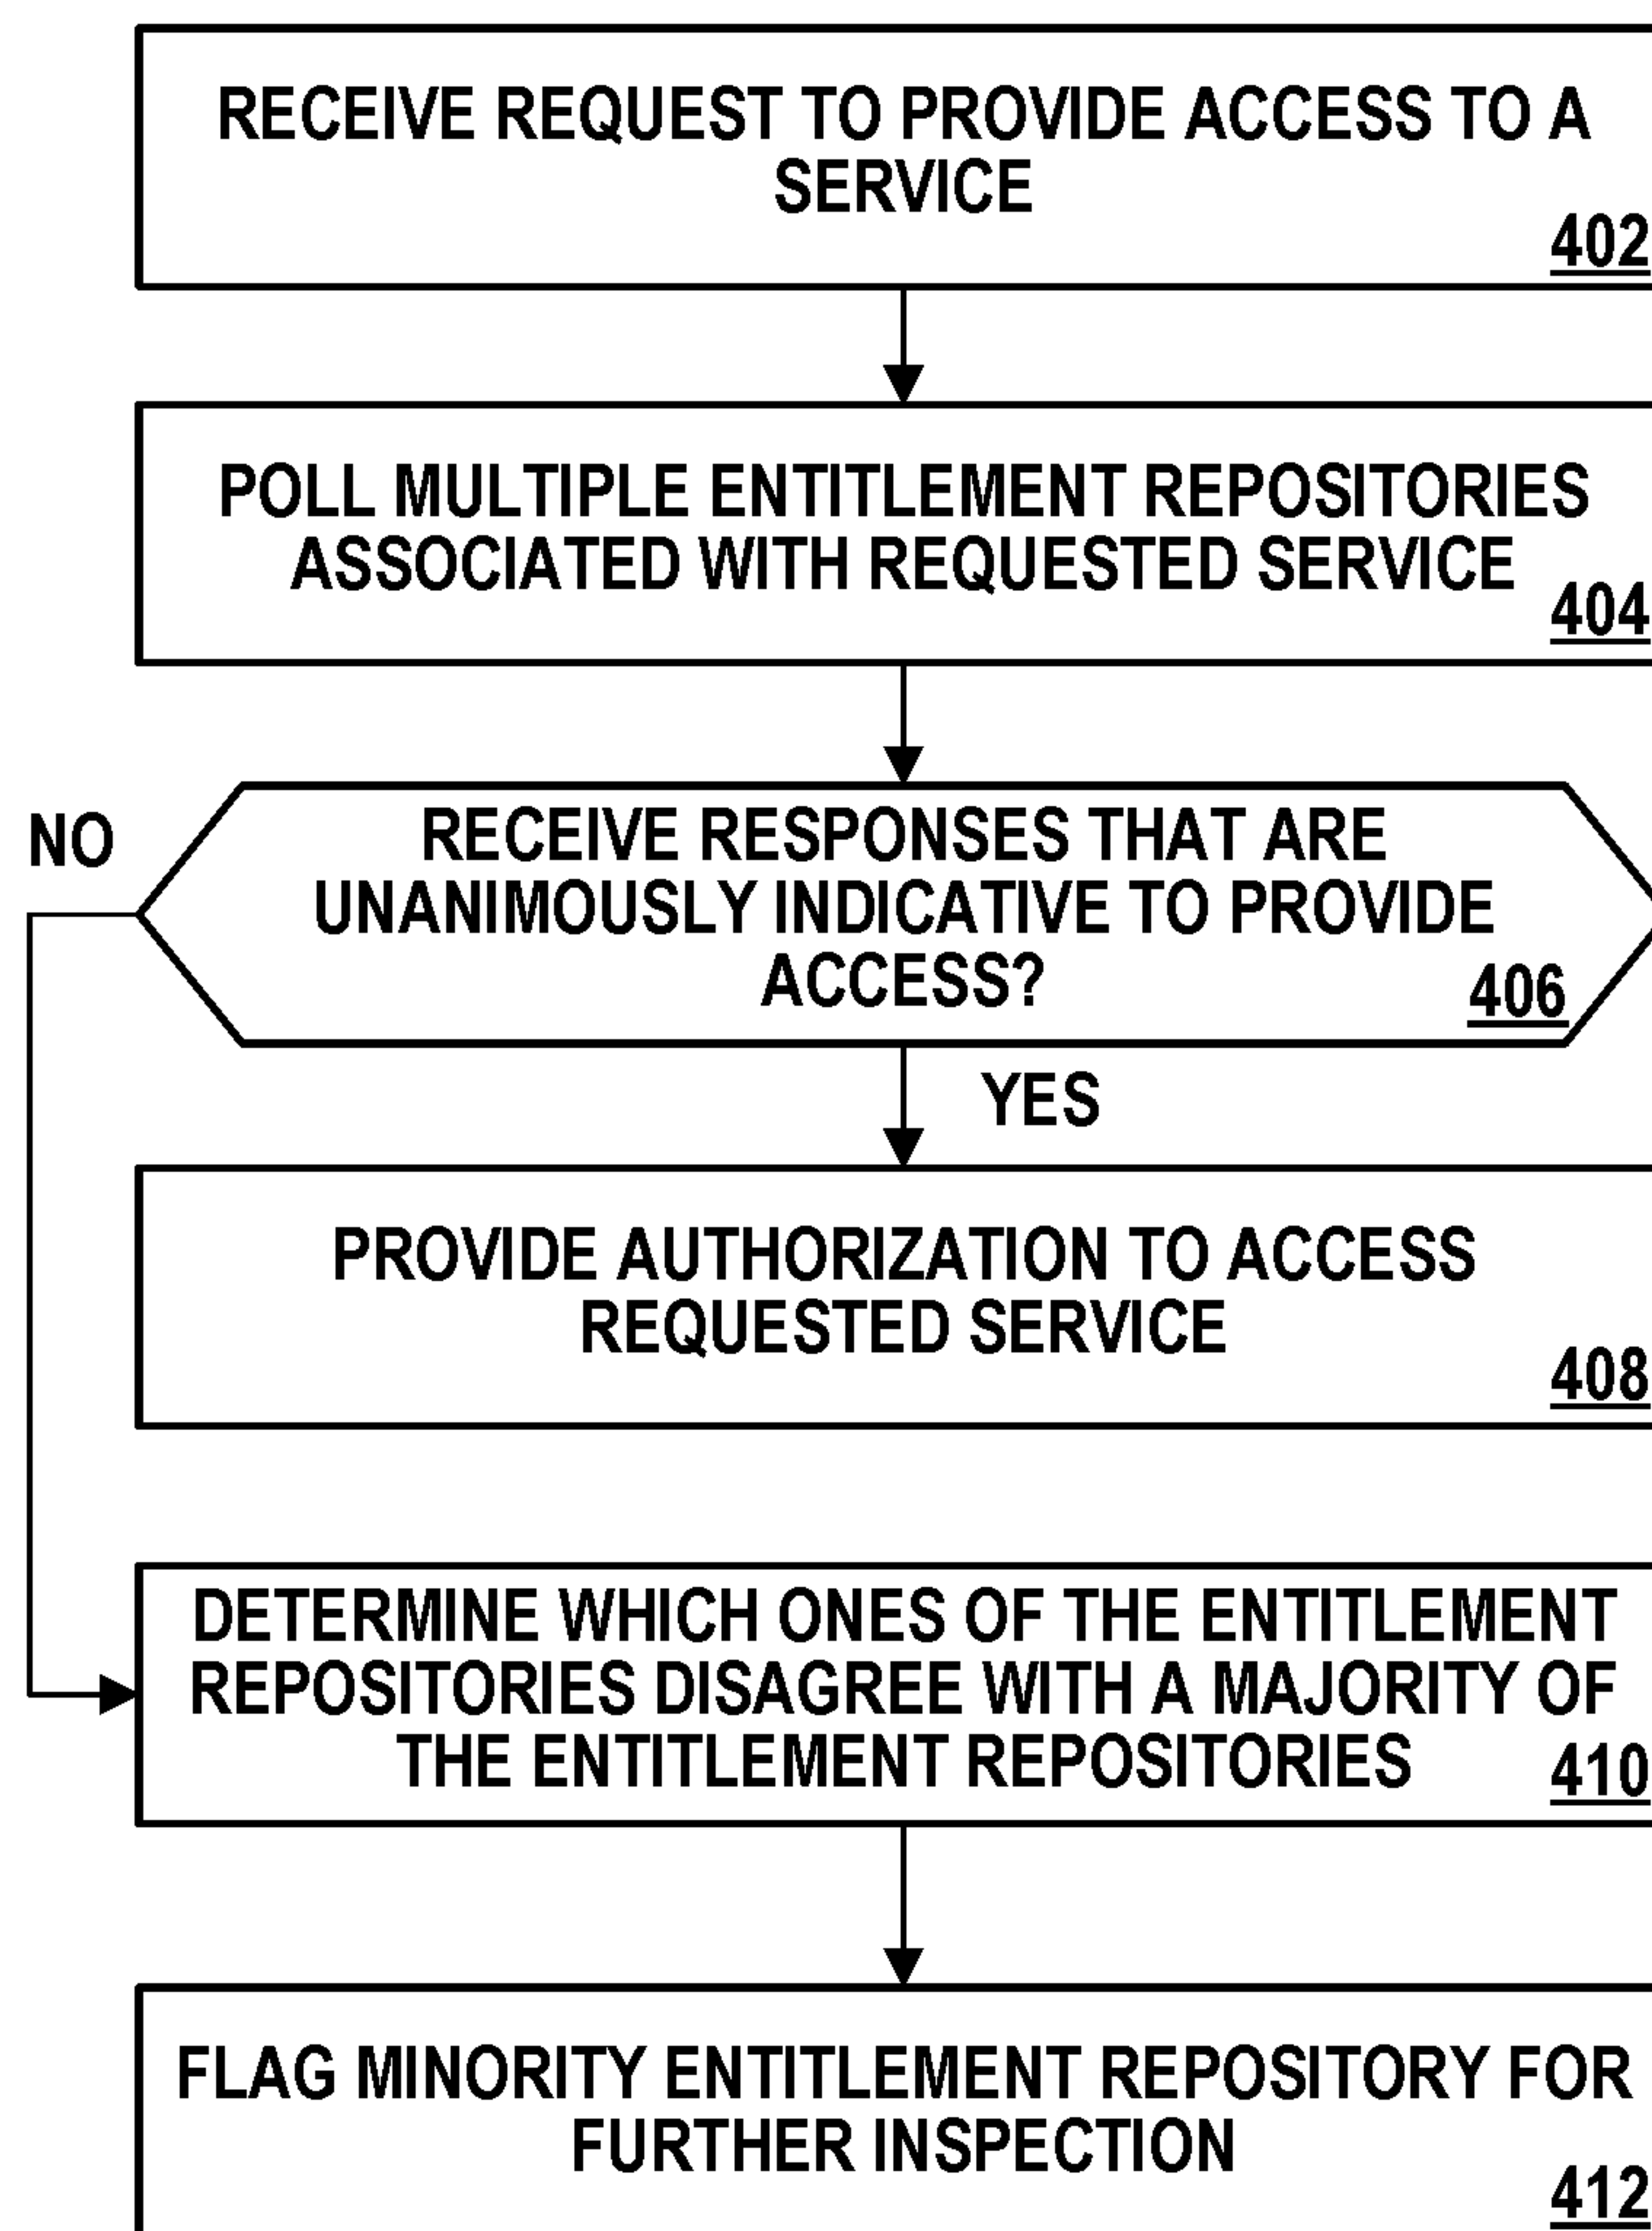 RECEIVE REQUEST TO PROVIDE ACCESS TO A
SERVICE
402
POLL MULTIPLE ENTITLEMENT REPOSITORIES
ASSOCIATED WITH REQUESTED SERVICE
404
NO
RECEIVE RESPONSES THAT ARE
UNANIMOUSLY INDICATIVE TO PROVIDE
ACCESS?
406
YES
PROVIDE AUTHORIZATION TO ACCESS
REQUESTED SERVICE
408
DETERMINE WHICH ONES OF THE ENTITLEMENT
REPOSITORIES DISAGREE WITH A MAJORITY OF
THE ENTITLEMENT REPOSITORIES
410
FLAG MINORITY ENTITLEMENT REPOSITORY FOR
FURTHER INSPECTION
412